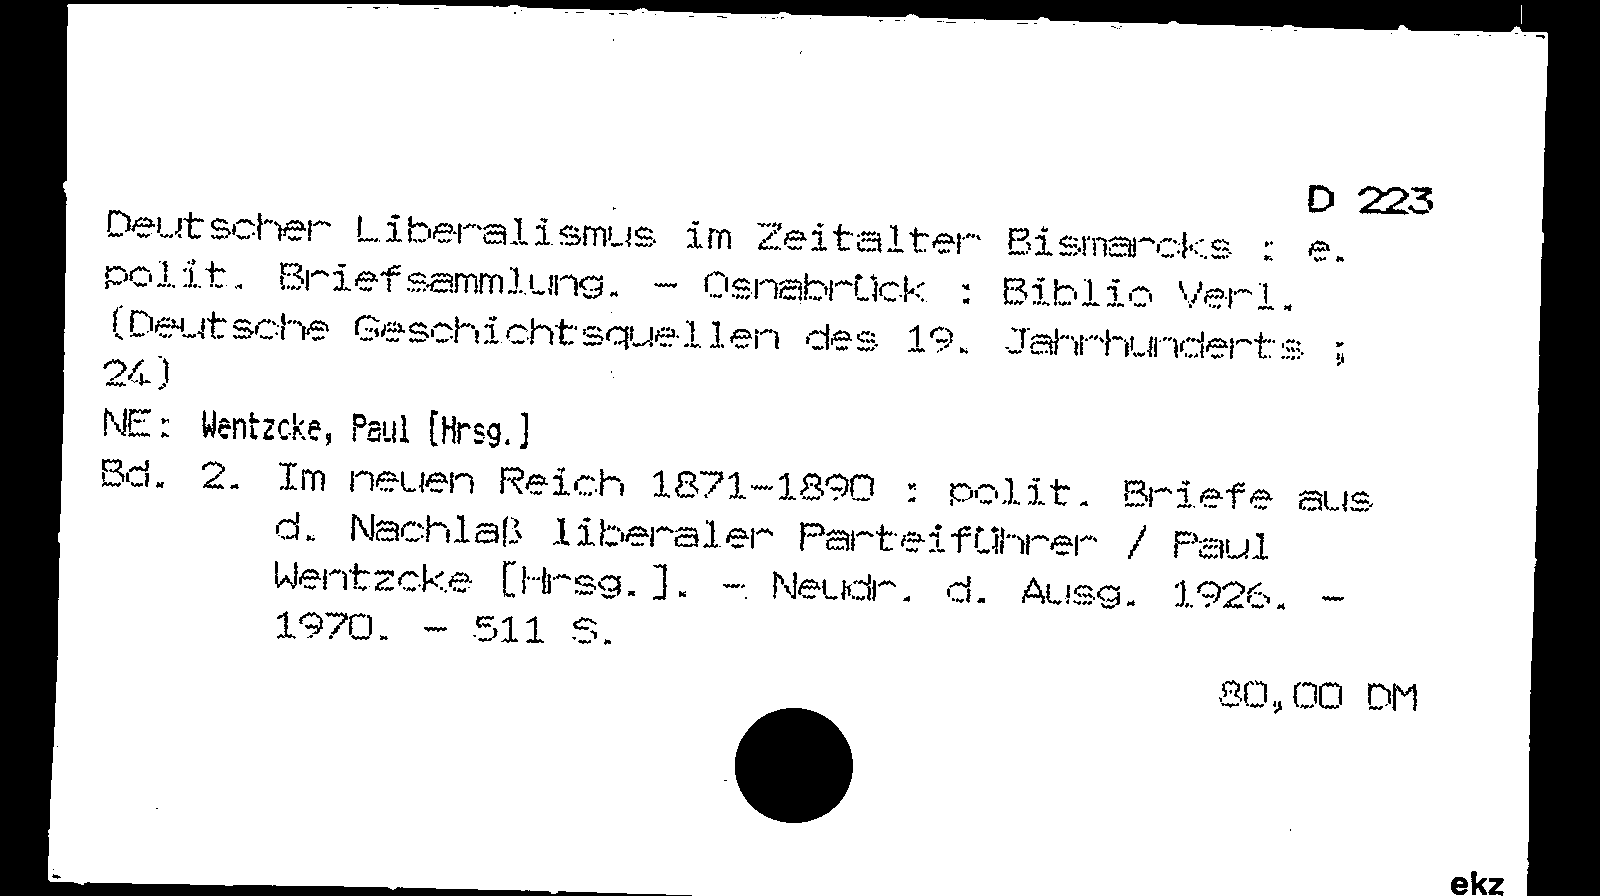 D 223
Deutscher Liberalismus im Zeitalter Bismarcks : e.
polit. Briefsammlung. - Osnabrück : Biblio Verl.
(Deutsche Geschichtsquellen des 19. Jahrhunderts ;
24)
NE: Wentzcke, Paul [Hrsg.]
Bd. 2. Im neuen Reich 1871-1890 : polit. Briefe aus
d. Nachlaß liberaler Parteiführer / Paul
Wentzcke [Hrsg.]. - Neudr. d. Ausg. 1926. -
1970. - 511 S.
80,00 DM
ekz